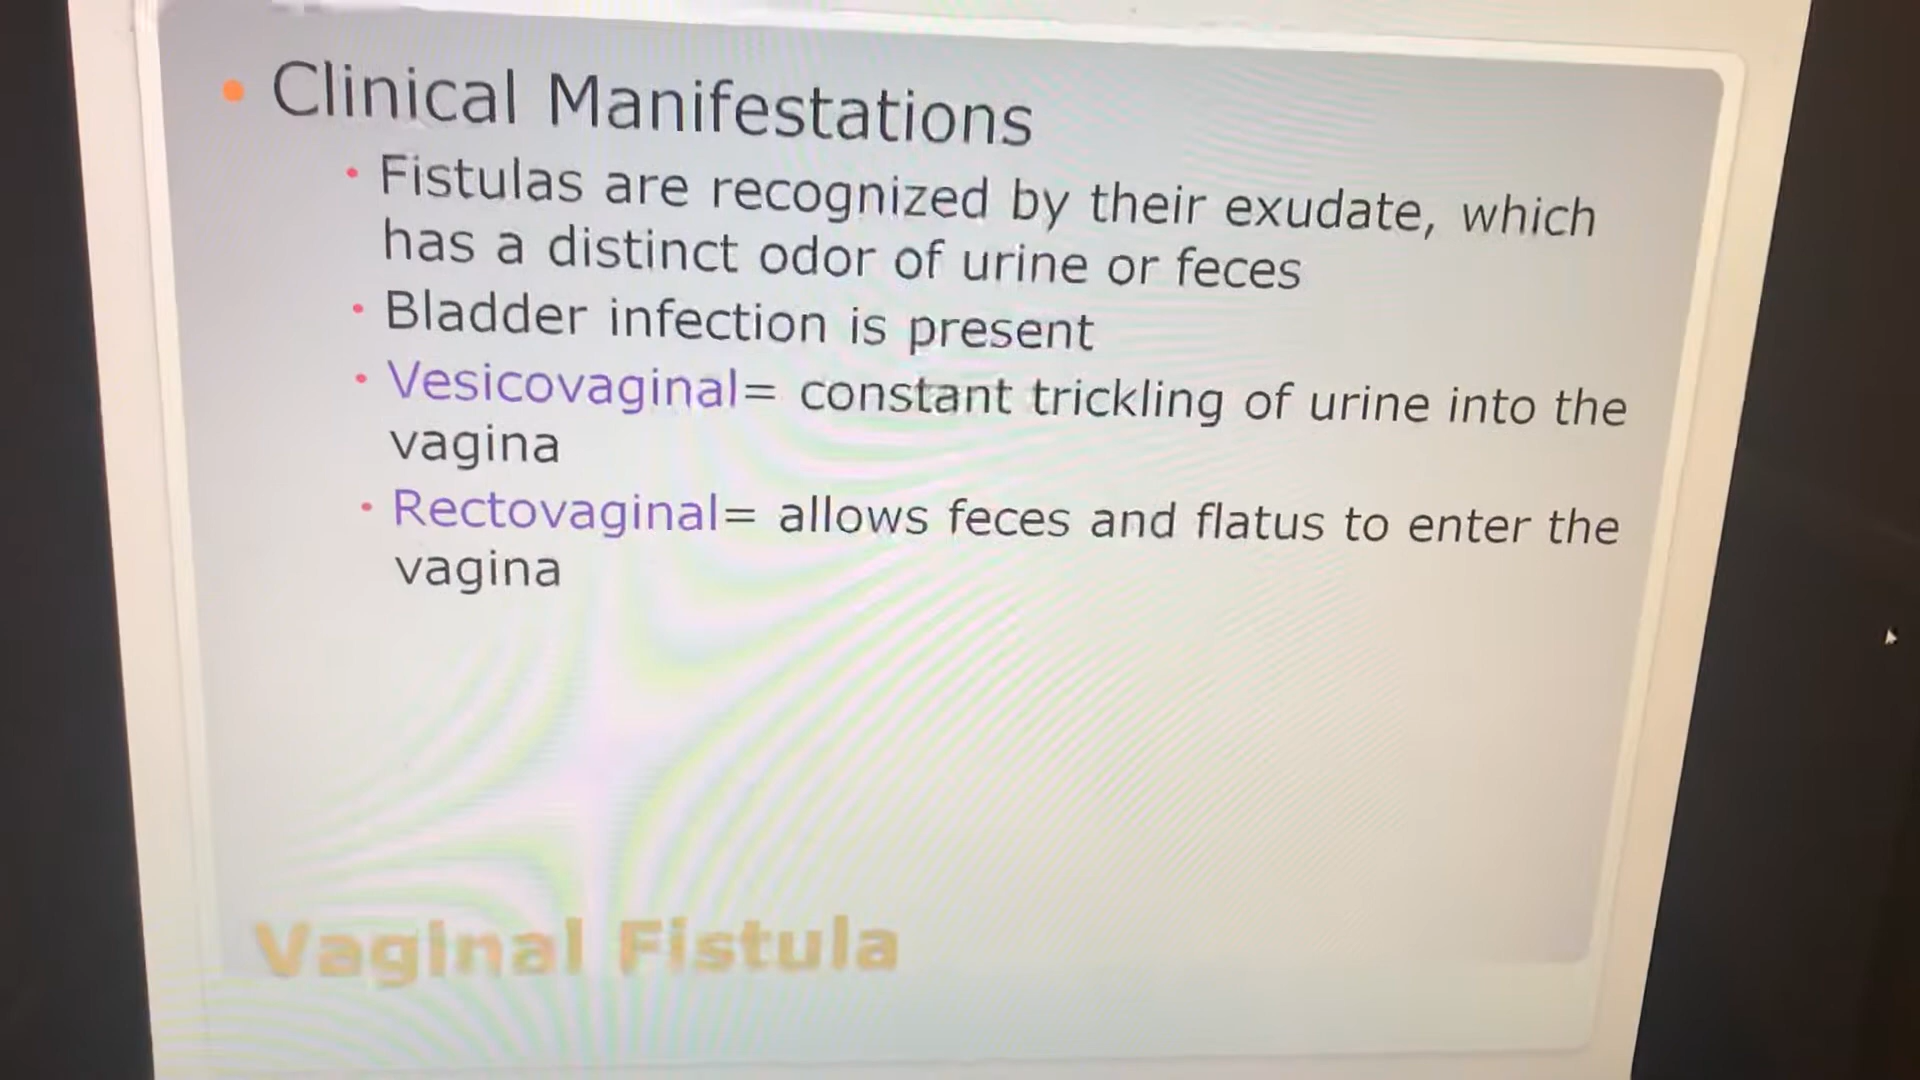 Clinical Manifestations
Fistulas are recognized by their exudate, which
has a distinct odor of urine or feces
Bladder infection is present
Vesicovaginal= constant trickling of urine into the
vagina
Rectovaginal= allows feces and flatus to enter the
vagina
Vaginal Fistula